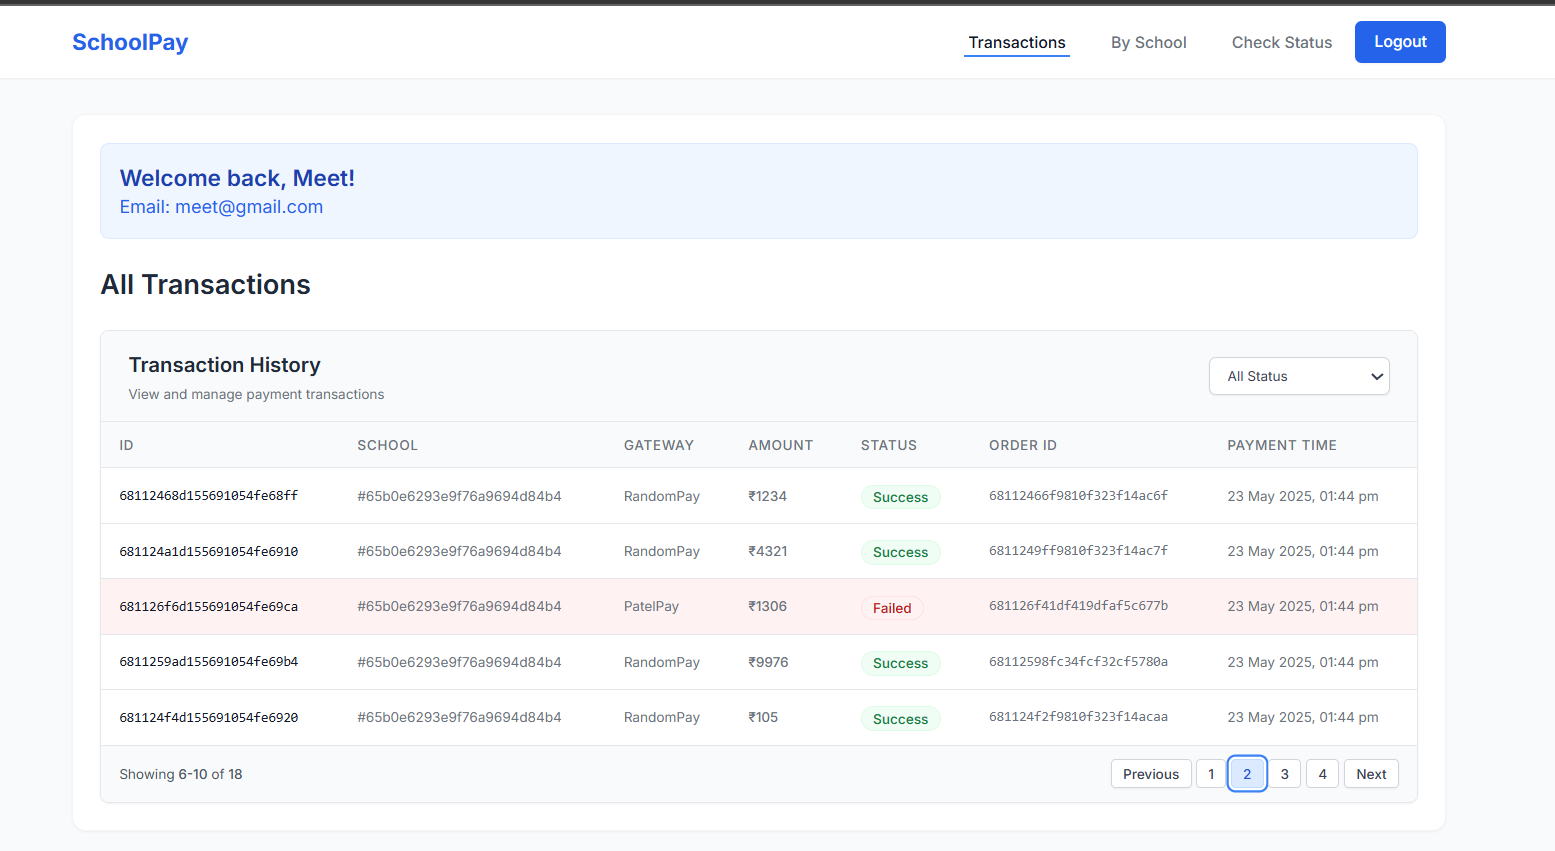 SchoolPay Transactions By School Check Status Logout
Welcome back, Meet!
Email: meet@gmail.com
All Transactions
Transaction History
View and manage payment transactions
All Status
ID SCHOOL GATEWAY AMOUNT STATUS ORDER ID PAYMENT TIME
68112468d155691054fe68ff #65b0e6293e9f76a9694d84b4 RandomPay ₹1234 Success 68112466f9810f323f14ac6f 23 May 2025, 01:44 pm
681124a1d155691054fe6910 #65b0e6293e9f76a9694d84b4 RandomPay ₹4321 Success 6811249ff9810f323f14ac7f 23 May 2025, 01:44 pm
681126f6d155691054fe69ca #65b0e6293e9f76a9694d84b4 PatelPay ₹1306 Failed 681126f41df419dfaf5c677b 23 May 2025, 01:44 pm
6811259ad155691054fe69b4 #65b0e6293e9f76a9694d84b4 RandomPay ₹9976 Success 68112598fc34fcf32cf5780a 23 May 2025, 01:44 pm
681124f4d155691054fe6920 #65b0e6293e9f76a9694d84b4 RandomPay ₹105 Success 681124f2f9810f323f14acaa 23 May 2025, 01:44 pm
Showing 6-10 of 18 Previous 1 2 3 4 Next